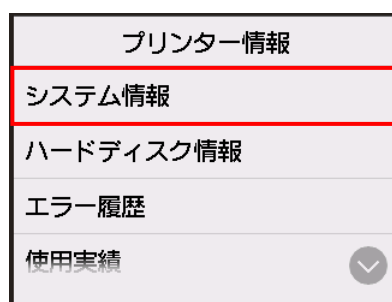 プリンター情報
システム情報
ハードディスク情報
エラー履歴
使用実績